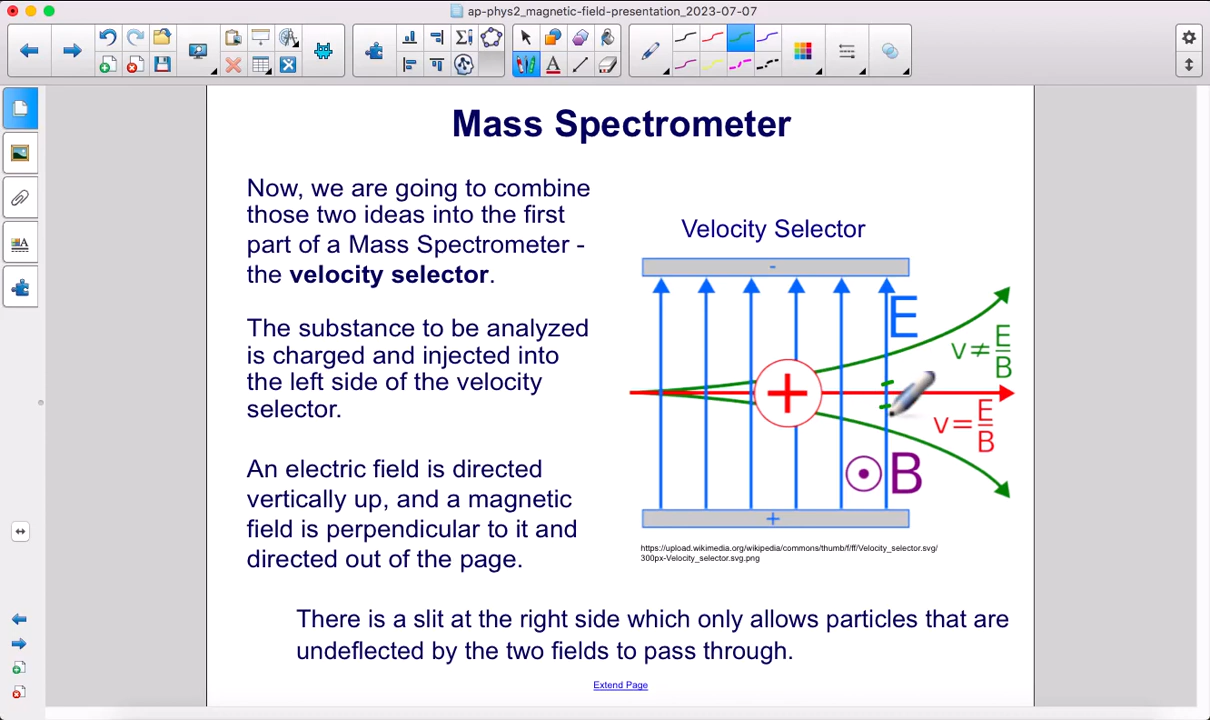 ap-phys2_magnetic-field-presentation_2023-07-07
Mass Spectrometer
Now, we are going to combine
those two ideas into the first
part of a Mass Spectrometer -
the velocity selector.
The substance to be analyzed
is charged and injected into
the left side of the velocity
selector.
An electric field is directed
vertically up, and a magnetic
field is perpendicular to it and
directed out of the page.
Velocity Selector
-
E
v≠E/B
+
v=E/B
B
+
https://upload.wikimedia.org/wikipedia/commons/thumb/f/ff/Velocity_selector.svg/
300px-Velocity_selector.svg.png
There is a slit at the right side which only allows particles that are
undeflected by the two fields to pass through.
Extend Page